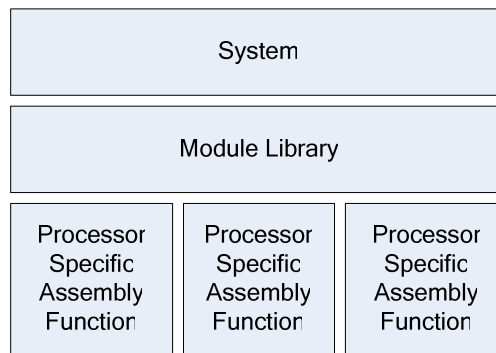 System
Module Library
Processor
Specific
Assembly
Function
Processor
Specific
Assembly
Function
Processor
Specific
Assembly
Function